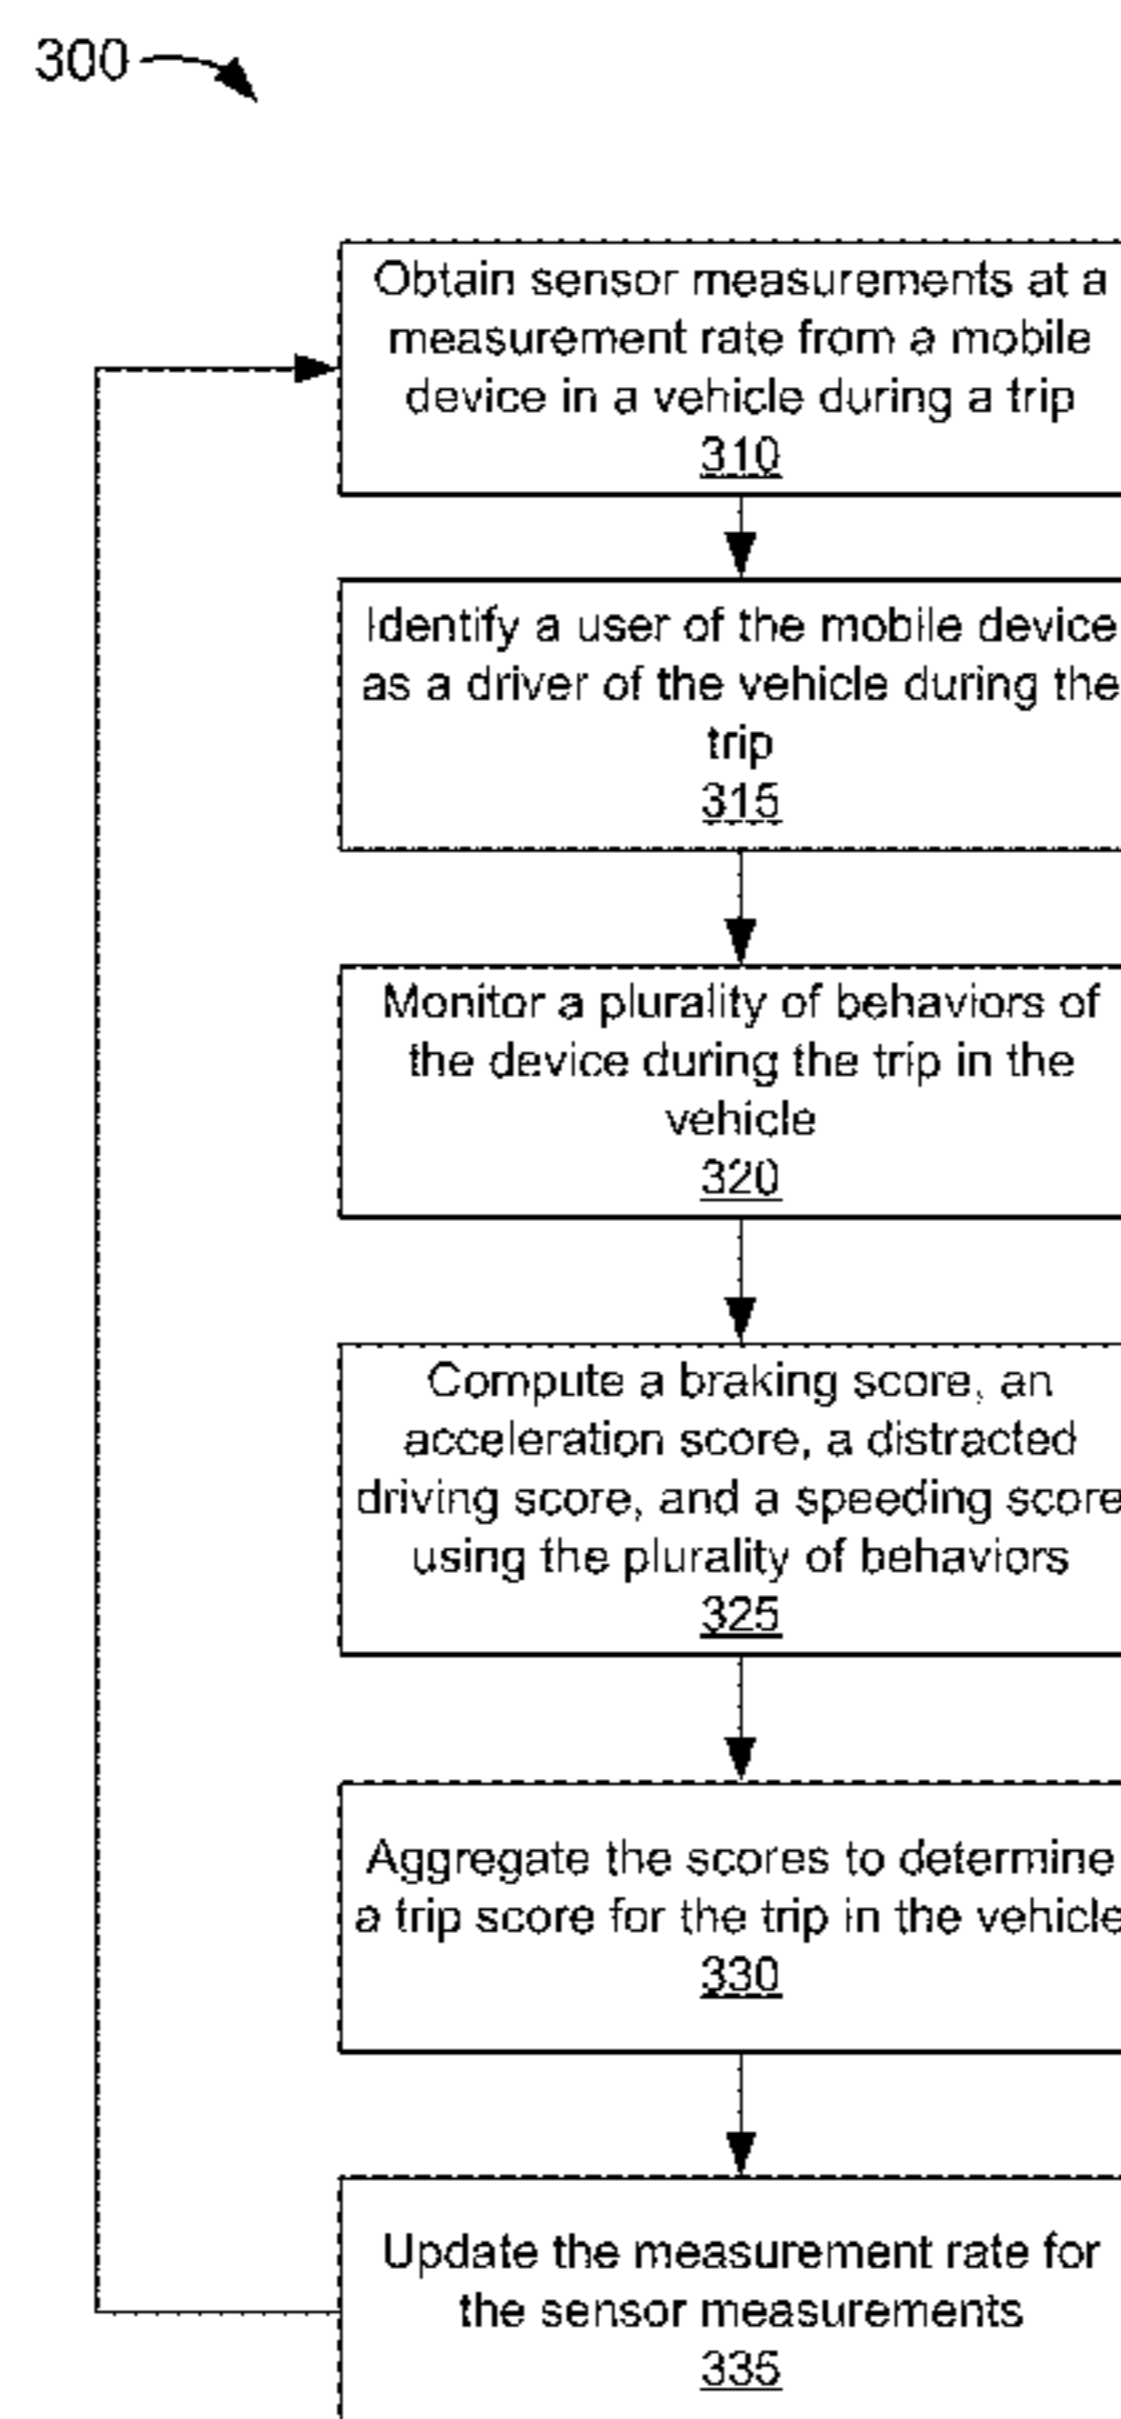 300
Obtain sensor measurements at a
measurement rate from a mobile
device in a vehicle during a trip
310
Identify a user of the mobile device
as a driver of the vehicle during the
trip
315
Monitor a plurality of behaviors of
the device during the trip in the
vehicle
320
Compute a braking score, an
acceleration score, a distracted
driving score, and a speeding score
using the plurality of behaviors
325
Aggregate the scores to determine
a trip score for the trip in the vehicle
330
Update the measurement rate for
the sensor measurements
335